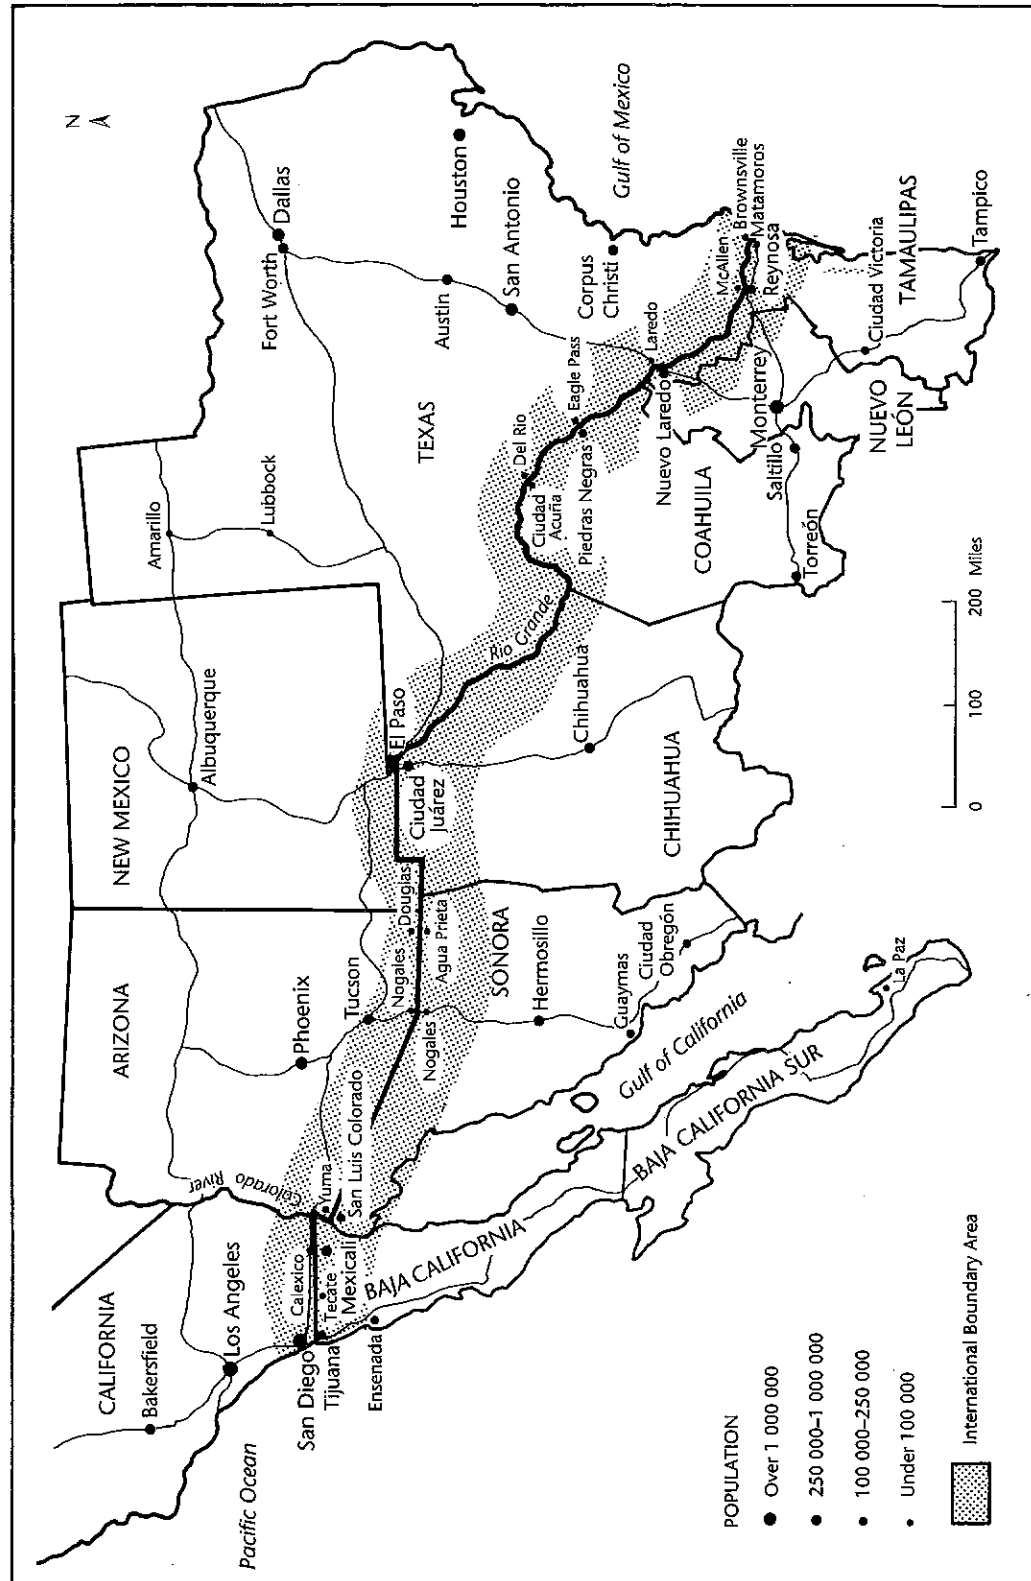 N
CALIFORNIA
Bakersfield
Los Angeles
Pacific Ocean
San Diego
Calexico
Tijuana
Tecate
Mexicali
Ensenada
Colorado River
Yuma
San Luis Colorado
ARIZONA
Phoenix
Tucson
Nogales
Nogales
Douglas
Agua Prieta
NEW MEXICO
Albuquerque
El Paso
Ciudad
Juárez
Amarillo
Lubbock
TEXAS
Fort Worth
Dallas
Austin
San Antonio
Houston
Corpus
Christi
Gulf of Mexico
Rio Grande
Del Rio
Ciudad
Acuña
Eagle Pass
Piedras Negras
Laredo
Nuevo Laredo
McAllen
Brownsville
Matamoros
Reynosa
BAJA CALIFORNIA
BAJA CALIFORNIA SUR
La Paz
Gulf of California
SONORA
Hermosillo
Guaymas
Ciudad
Obregón
CHIHUAHUA
Chihuahua
COAHUILA
Saltillo
Torreón
Monterrey
NUEVO
LEÓN
TAMAULIPAS
Ciudad Victoria
Tampico
POPULATION
Over 1 000 000
250 000–1 000 000
100 000–250 000
Under 100 000
International Boundary Area
0 100 200 Miles